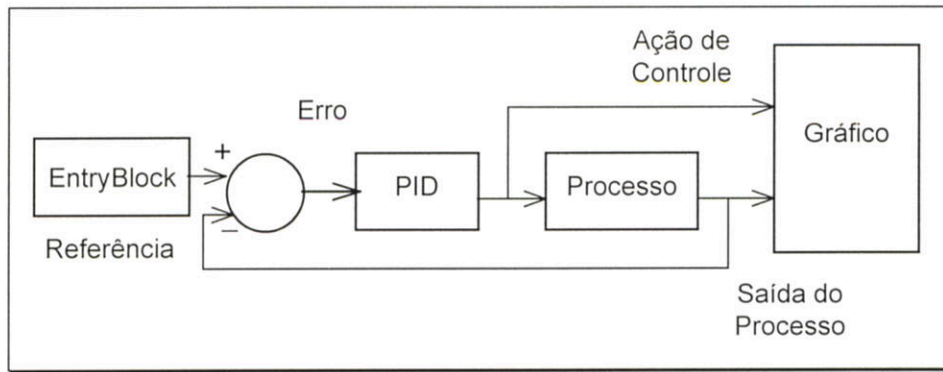 Ação de
Controle
Erro
Gráfico
+
EntryBlock
PID
Processo
−
Referência
Saída do
Processo